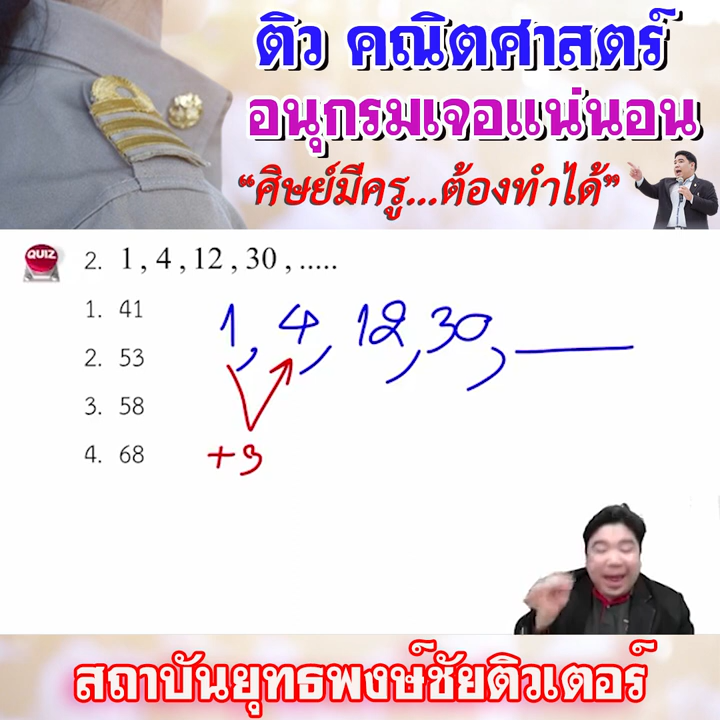 ติว คณิตศาสตร์
อนุกรมเจอแน่นอน
“ศิษย์มีครู...ต้องทำได้”
QUIZ
2. 1 , 4 , 12 , 30 , .....
1. 41
2. 53
3. 58
4. 68
1, 4, 12, 30, ____
+3
สถาบันยุทธพงษ์ชัยติวเตอร์